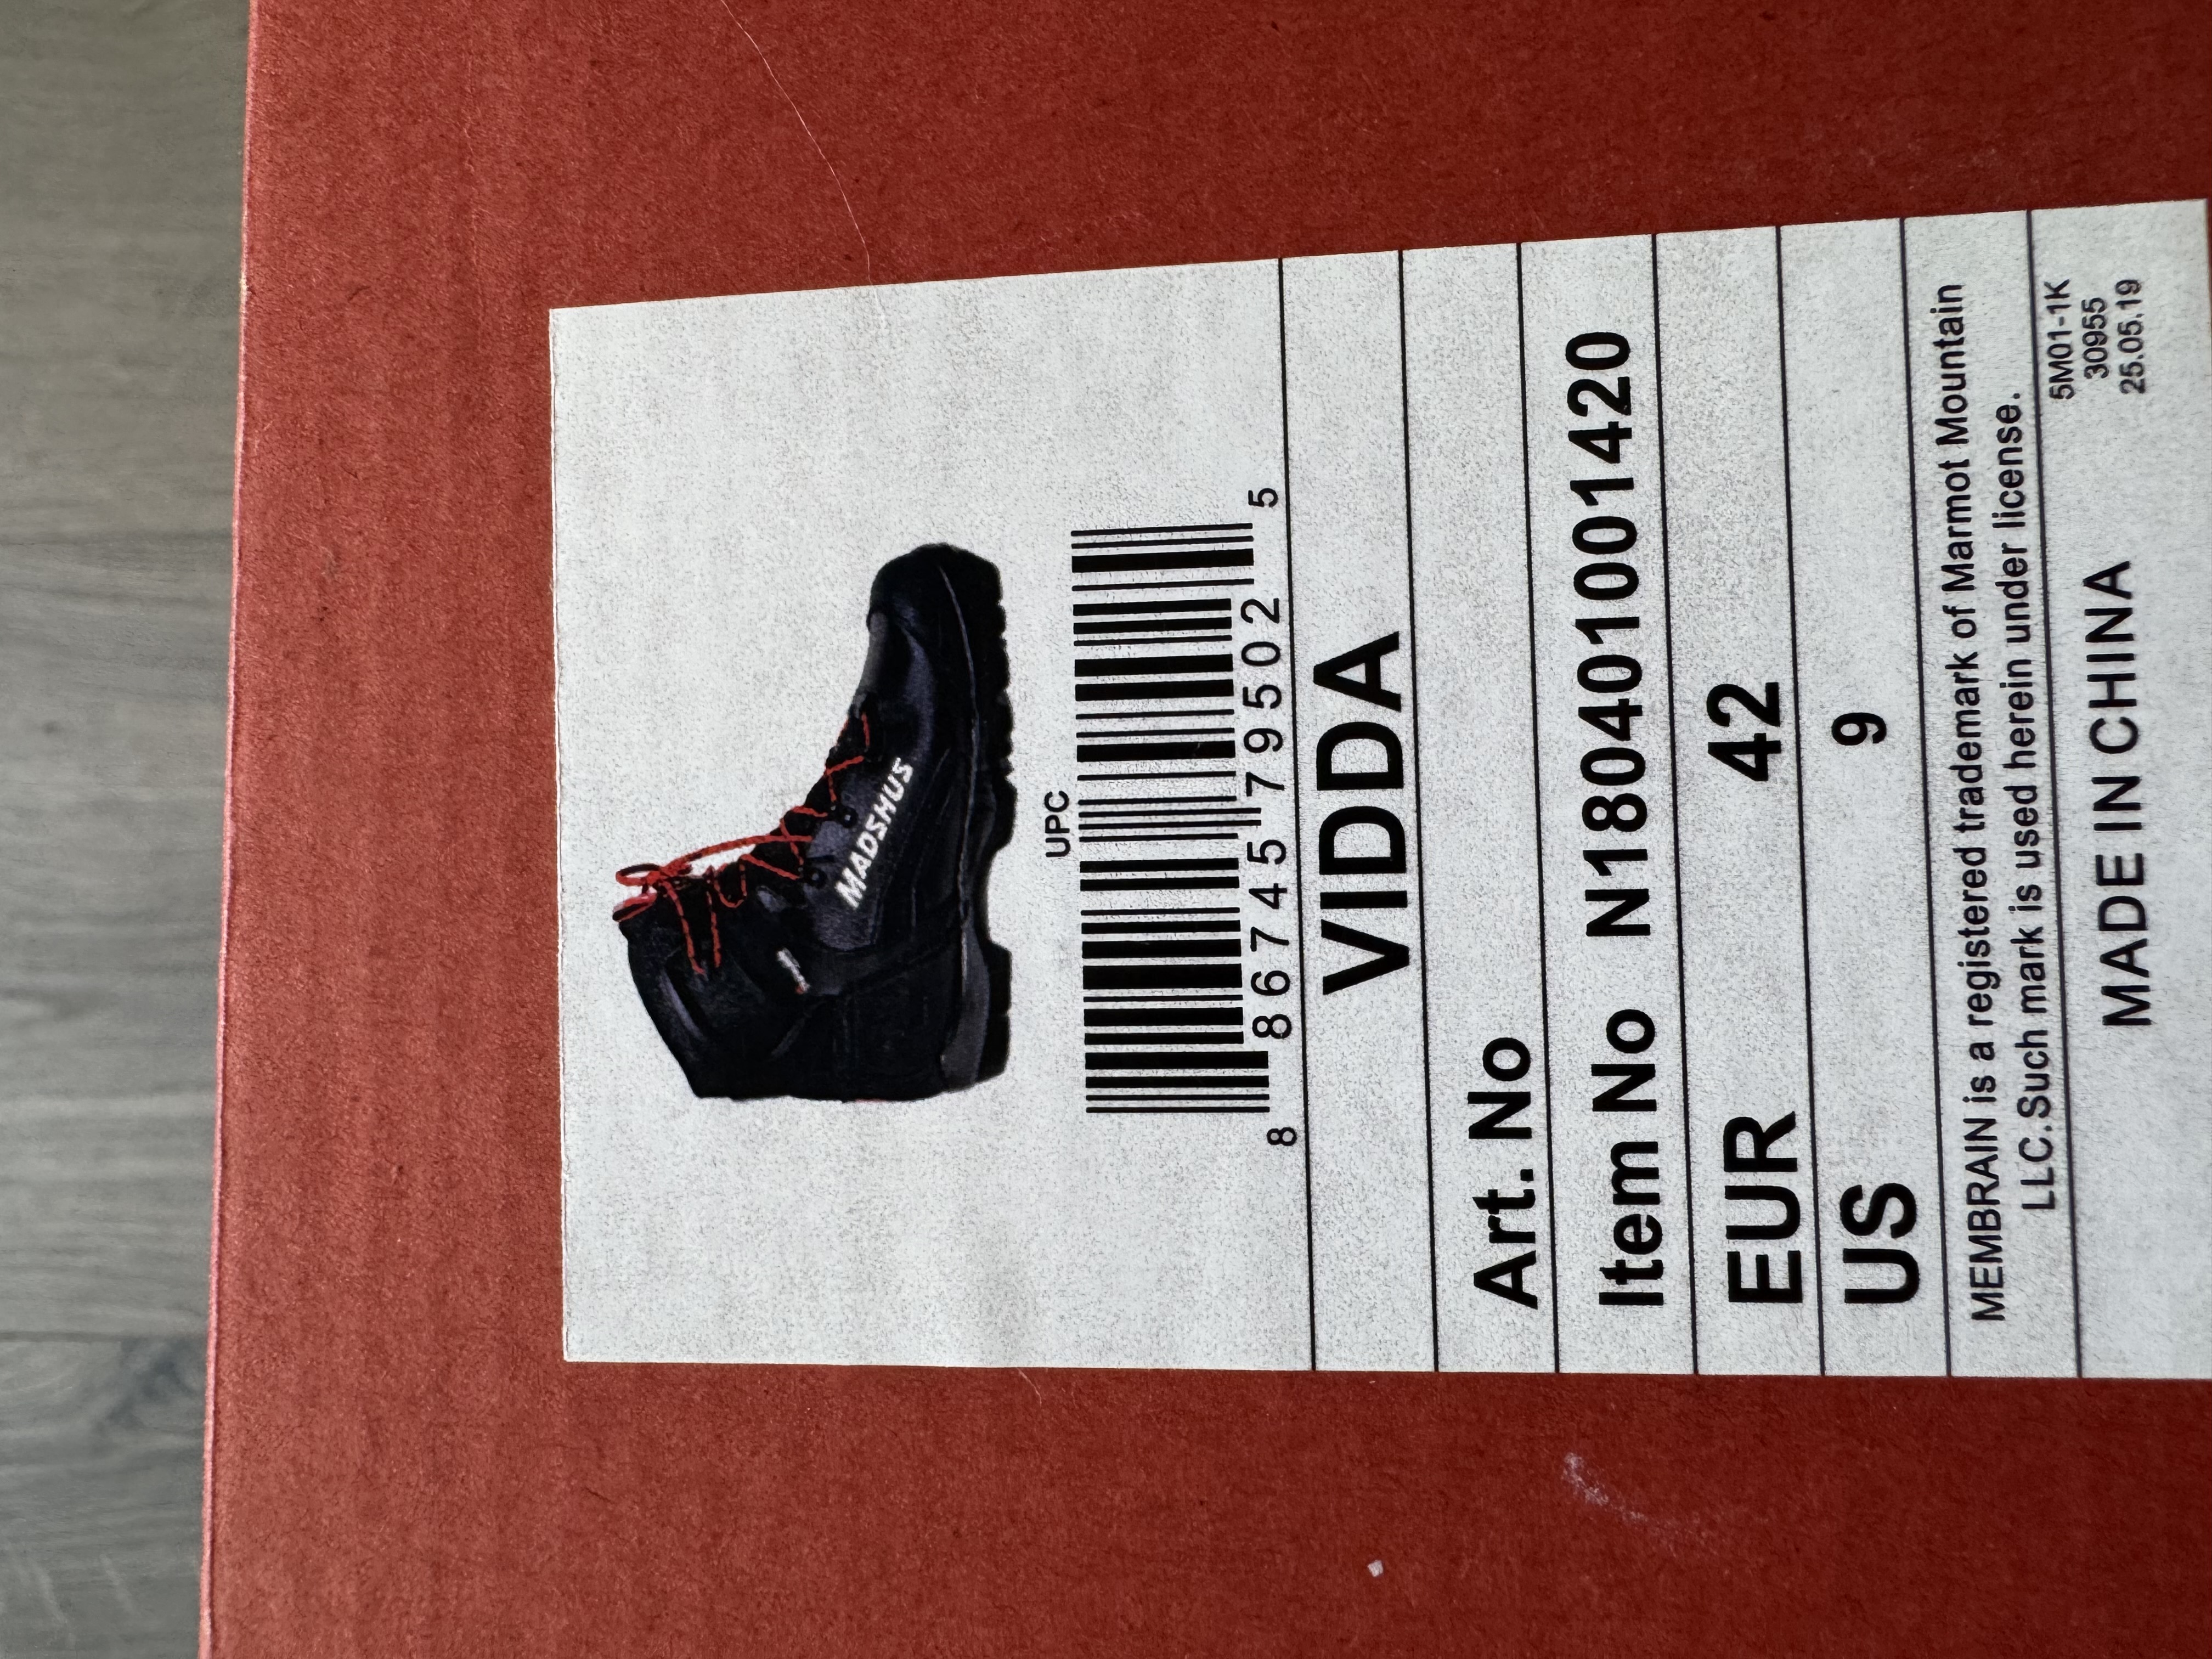 MADSHUS
UPC
8 86745 79502 5
VIDDA
Art. No
Item No N180401001420
EUR 42
US 9
MEMBRAIN is a registered trademark of Marmot Mountain
LLC.Such mark is used herein under license.
5M01-1K
30955
25.05.19
MADE IN CHINA